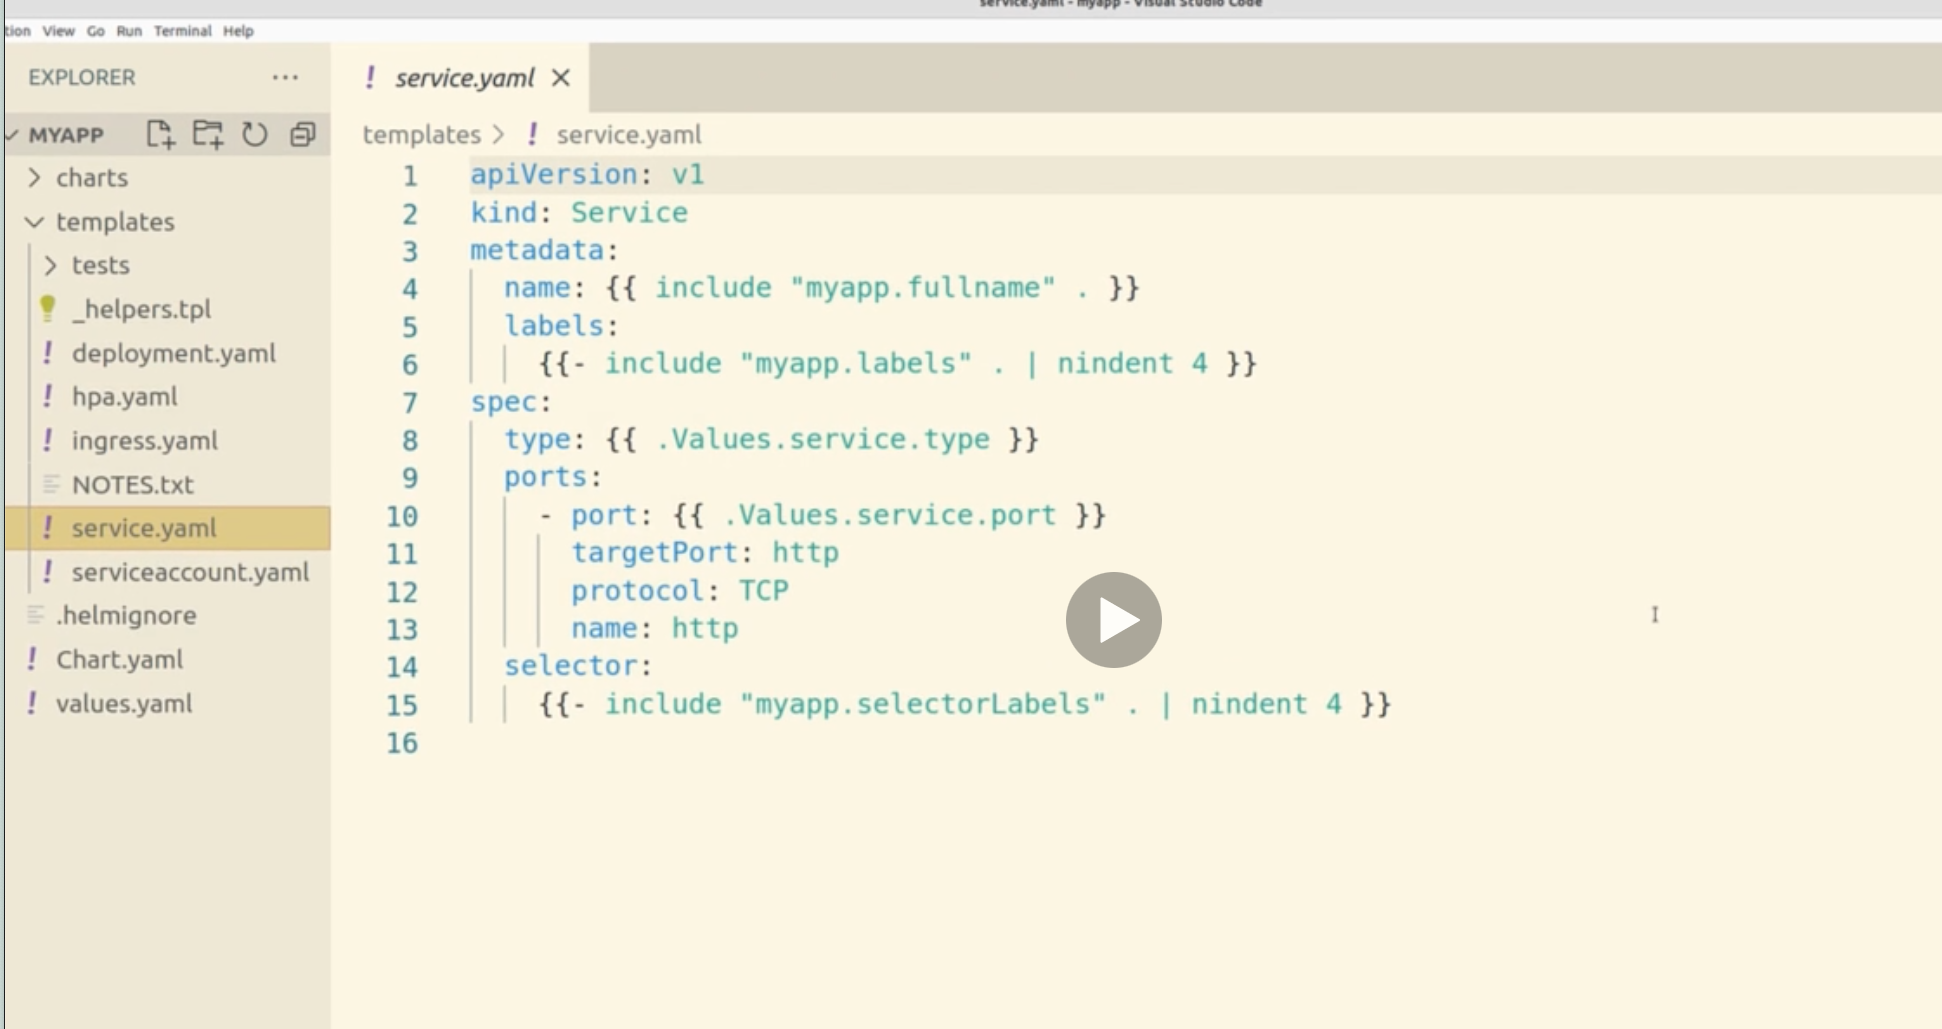 service.yaml - myapp - Visual Studio Code
tion View Go Run Terminal Help
EXPLORER ...
MYAPP
charts
templates
tests
_helpers.tpl
deployment.yaml
hpa.yaml
ingress.yaml
NOTES.txt
service.yaml
serviceaccount.yaml
.helmignore
Chart.yaml
values.yaml
! service.yaml
templates > ! service.yaml
1 apiVersion: v1
2 kind: Service
3 metadata:
4   name: {{ include "myapp.fullname" . }}
5   labels:
6     {{- include "myapp.labels" . | nindent 4 }}
7 spec:
8   type: {{ .Values.service.type }}
9   ports:
10     - port: {{ .Values.service.port }}
11       targetPort: http
12       protocol: TCP
13       name: http
14   selector:
15     {{- include "myapp.selectorLabels" . | nindent 4 }}
16